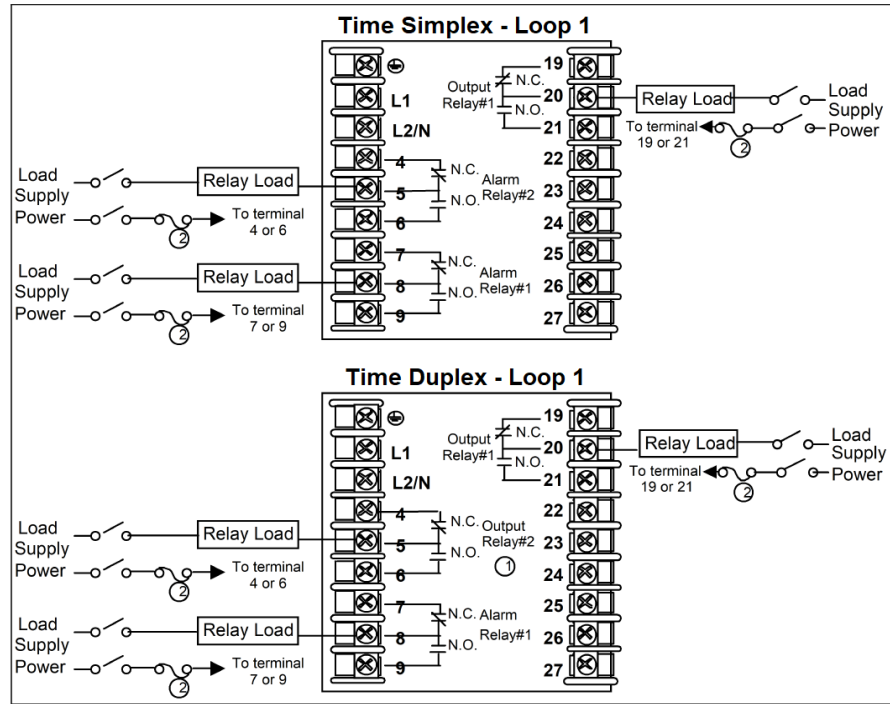 Time Simplex - Loop 1
L1
L2/N
4
5
6
7
8
9
N.C.
Alarm
Relay#2
N.O.
N.C.
Alarm
Relay#1
N.O.
Output
Relay#1
N.C.
N.O.
19
20
21
22
23
24
25
26
27
Relay Load
Load
Supply
Power
To terminal
19 or 21
2
Load
Supply
Power
Relay Load
2
To terminal
4 or 6
Load
Supply
Power
Relay Load
2
To terminal
7 or 9
Time Duplex - Loop 1
L1
L2/N
4
5
6
7
8
9
N.C.
Output
Relay#2
N.O.
1
N.C.
Alarm
Relay#1
N.O.
Output
Relay#1
N.C.
N.O.
19
20
21
22
23
24
25
26
27
Relay Load
Load
Supply
Power
To terminal
19 or 21
2
Load
Supply
Power
Relay Load
2
To terminal
4 or 6
Load
Supply
Power
Relay Load
2
To terminal
7 or 9